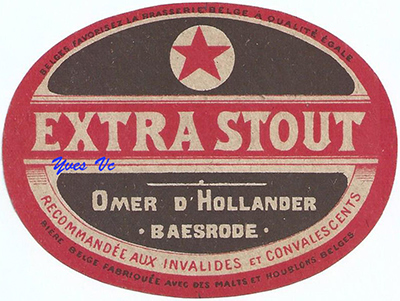 BELGES FAVORISEZ LA BRASSERIE BELGE A QUALITÉ ÉGALE
EXTRA STOUT
Yves Vc
OMER D'HOLLANDER
· BAESRODE ·
RECOMMANDÉE AUX INVALIDES ET CONVALESCENTS
BIÈRE BELGE FABRIQUÉE AVEC DES MALTS ET HOUBLONS BELGES